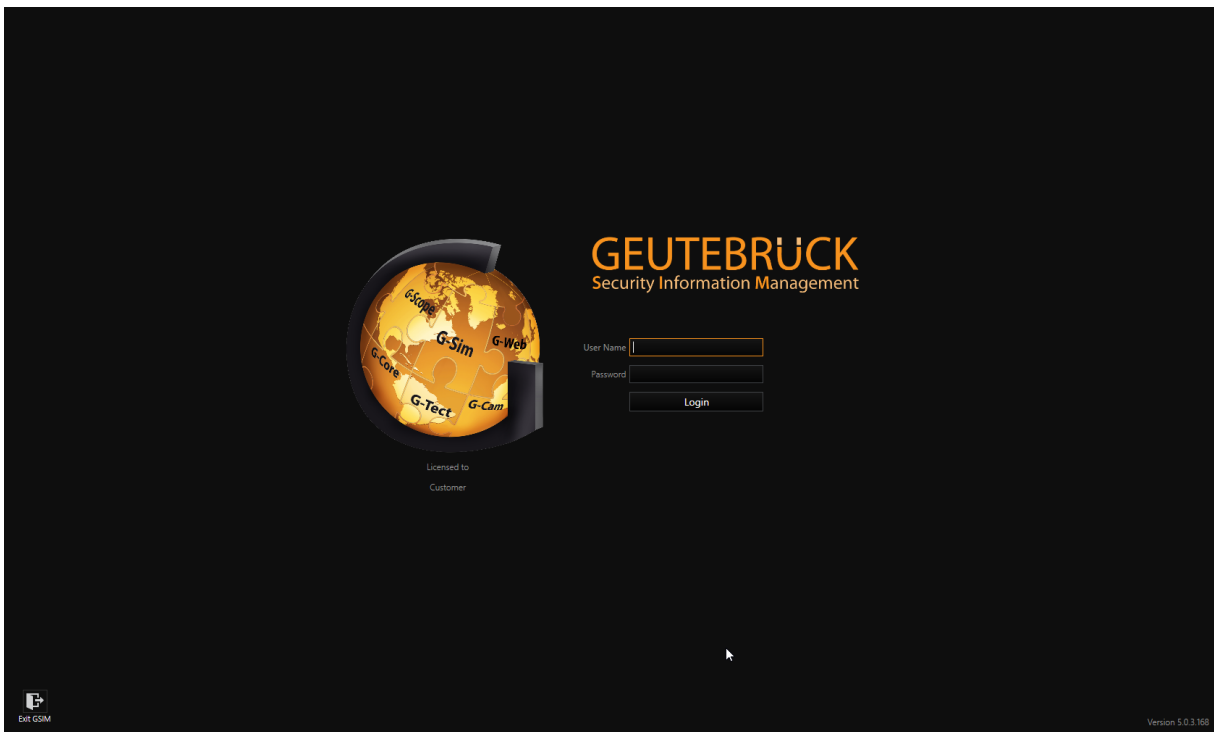 GEUTEBRÜCK
Security Information Management
G-Scope
G-Sim
G-Web
G-Core
G-Tect
G-Cam
User Name
Password
Login
Licensed to
Customer
Exit GSIM
Version 5.0.3.168